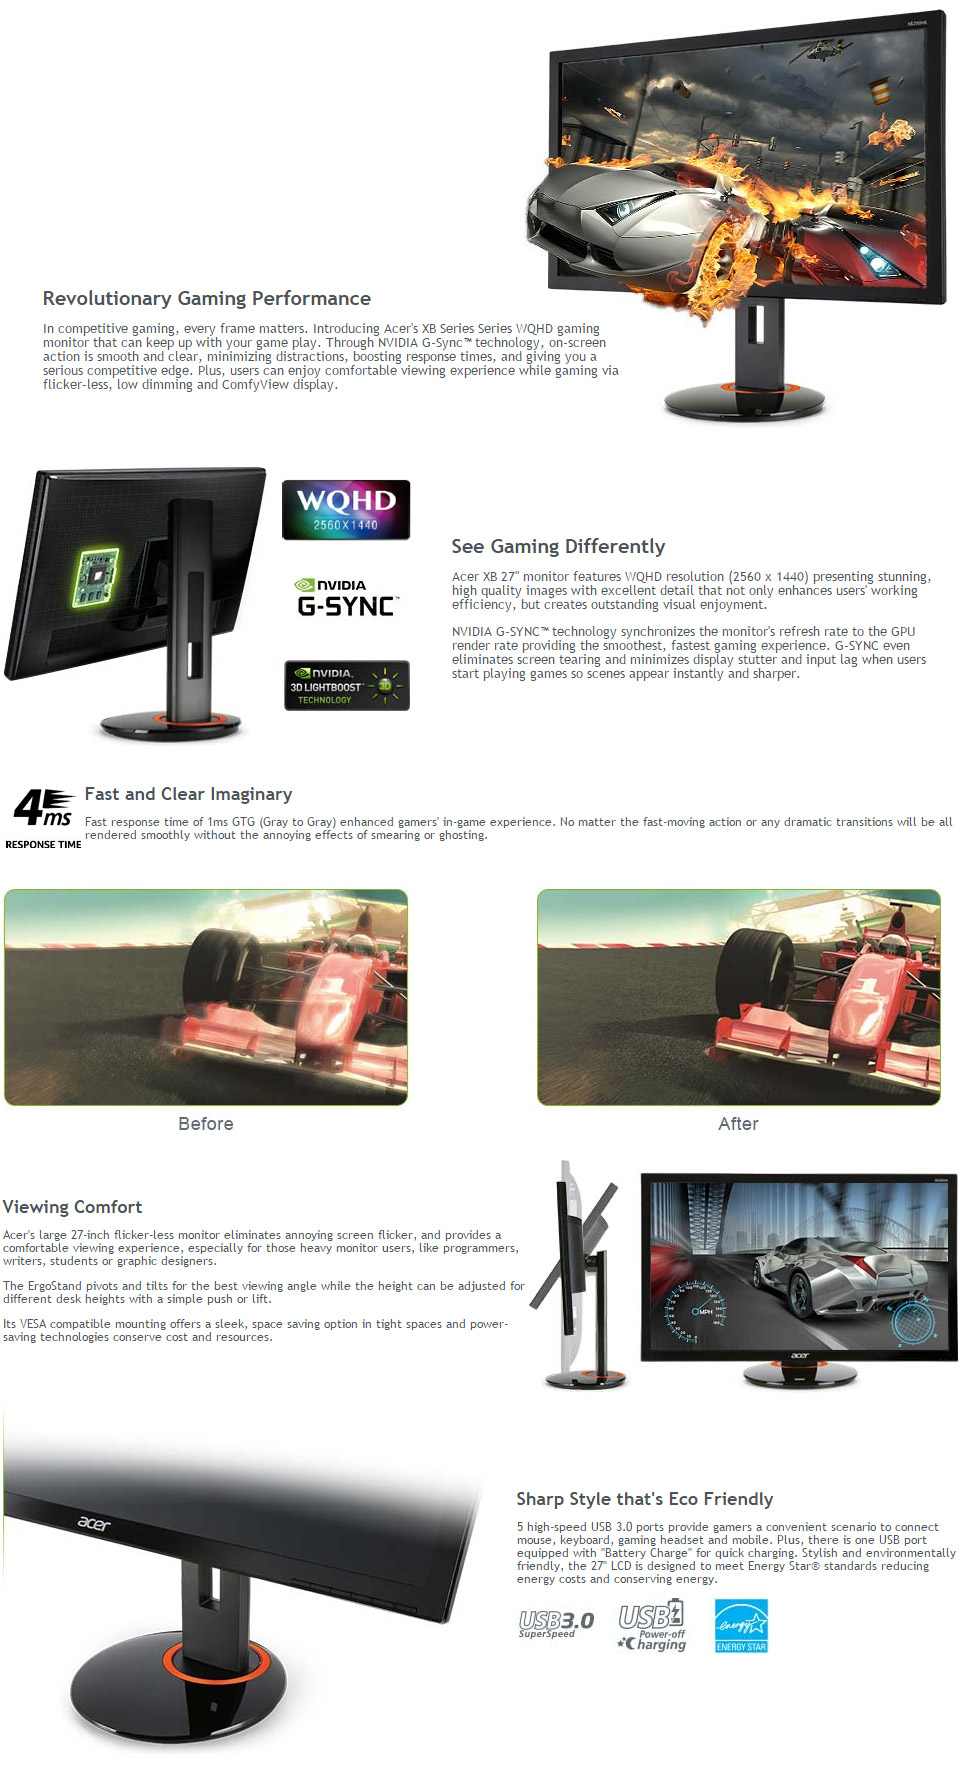 Revolutionary Gaming Performance
In competitive gaming, every frame matters. Introducing Acer's XB Series Series WQHD gaming
monitor that can keep up with your game play. Through NVIDIA G-Sync™ technology, on-screen
action is smooth and clear, minimizing distractions, boosting response times, and giving you a
serious competitive edge. Plus, users can enjoy comfortable viewing experience while gaming via
flicker-less, low dimming and ComfyView display.
WQHD
2560X1440
NVIDIA
G-SYNC™
NVIDIA.
3D LIGHTBOOST™
TECHNOLOGY
3D
See Gaming Differently
Acer XB 27" monitor features WQHD resolution (2560 x 1440) presenting stunning,
high quality images with excellent detail that not only enhances users' working
efficiency, but creates outstanding visual enjoyment.
NVIDIA G-SYNC™ technology synchronizes the monitor's refresh rate to the GPU
render rate providing the smoothest, fastest gaming experience. G-SYNC even
eliminates screen tearing and minimizes display stutter and input lag when users
start playing games so scenes appear instantly and sharper.
4ms
RESPONSE TIME
Fast and Clear Imaginary
Fast response time of 1ms GTG (Gray to Gray) enhanced gamers' in-game experience. No matter the fast-moving action or any dramatic transitions will be all
rendered smoothly without the annoying effects of smearing or ghosting.
Before
After
Viewing Comfort
Acer's large 27-inch flicker-less monitor eliminates annoying screen flicker, and provides a
comfortable viewing experience, especially for those heavy monitor users, like programmers,
writers, students or graphic designers.
The ErgoStand pivots and tilts for the best viewing angle while the height can be adjusted for
different desk heights with a simple push or lift.
Its VESA compatible mounting offers a sleek, space saving option in tight spaces and power-
saving technologies conserve cost and resources.
MPH
acer
acer
Sharp Style that's Eco Friendly
5 high-speed USB 3.0 ports provide gamers a convenient scenario to connect
mouse, keyboard, gaming headset and mobile. Plus, there is one USB port
equipped with "Battery Charge" for quick charging. Stylish and environmentally
friendly, the 27" LCD is designed to meet Energy Star® standards reducing
energy costs and conserving energy.
USB3.0
SuperSpeed
USB
Power-off
Charging
energy
ENERGY STAR